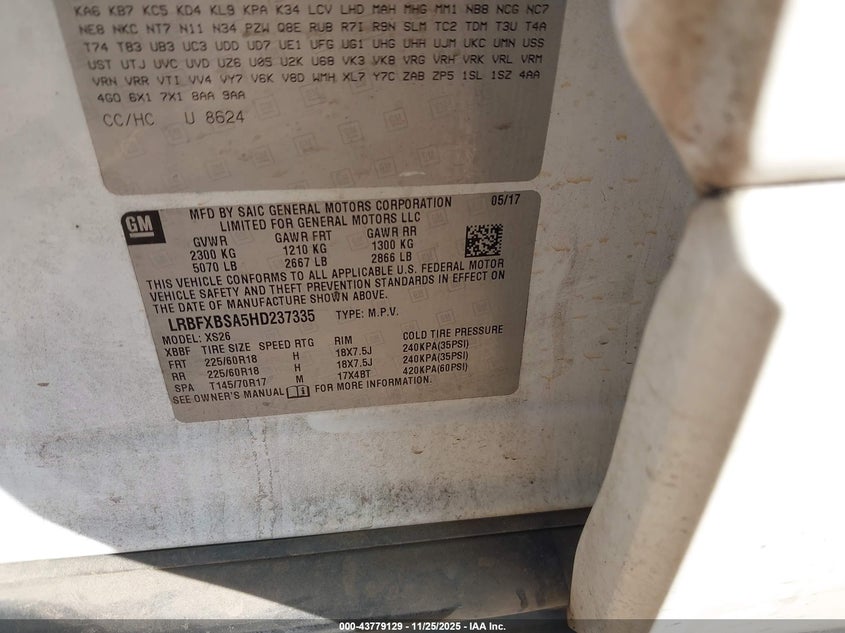 KA6 KB7 KC5 KD4 KL9 KPA K34 LCV LHD MAH MHG MM1 NB8 NCG NC7
NE8 NKC NT7 N11 N34 PZW Q8E RUB R7I R9N SLM TC2 TDM T3U T4A
T74 T83 UB3 UC3 UDD UD7 UE1 UFG UG1 UHG UHH UJM UKC UMN USS
UST UTJ UVC UVD UZ6 U05 U2K U68 VK3 VK8 VRG VRH VRK VRL VRM
VRN VRR VTI VV4 VY7 V6K V8D WMH XL7 Y7C ZAB ZP5 1SL 1SZ 4AA
4G0 6X1 7X1 8AA 9AA
CC/HC U 8624
GM
MFD BY SAIC GENERAL MOTORS CORPORATION 05/17
LIMITED FOR GENERAL MOTORS LLC
GVWR GAWR FRT GAWR RR
2300 KG 1210 KG 1300 KG
5070 LB 2667 LB 2866 LB
THIS VEHICLE CONFORMS TO ALL APPLICABLE U.S. FEDERAL MOTOR
VEHICLE SAFETY AND THEFT PREVENTION STANDARDS IN EFFECT ON
THE DATE OF MANUFACTURE SHOWN ABOVE.
LRBFXBSA5HD237335 TYPE: M.P.V.
MODEL: XS26
XBBF TIRE SIZE SPEED RTG RIM COLD TIRE PRESSURE
FRT 225/60R18 H 18X7.5J 240KPA(35PSI)
RR 225/60R18 H 18X7.5J 240KPA(35PSI)
SPA T145/70R17 M 17X4BT 420KPA(60PSI)
SEE OWNER'S MANUAL FOR MORE INFORMATION.
000-43779129 - 11/25/2025 - IAA Inc.